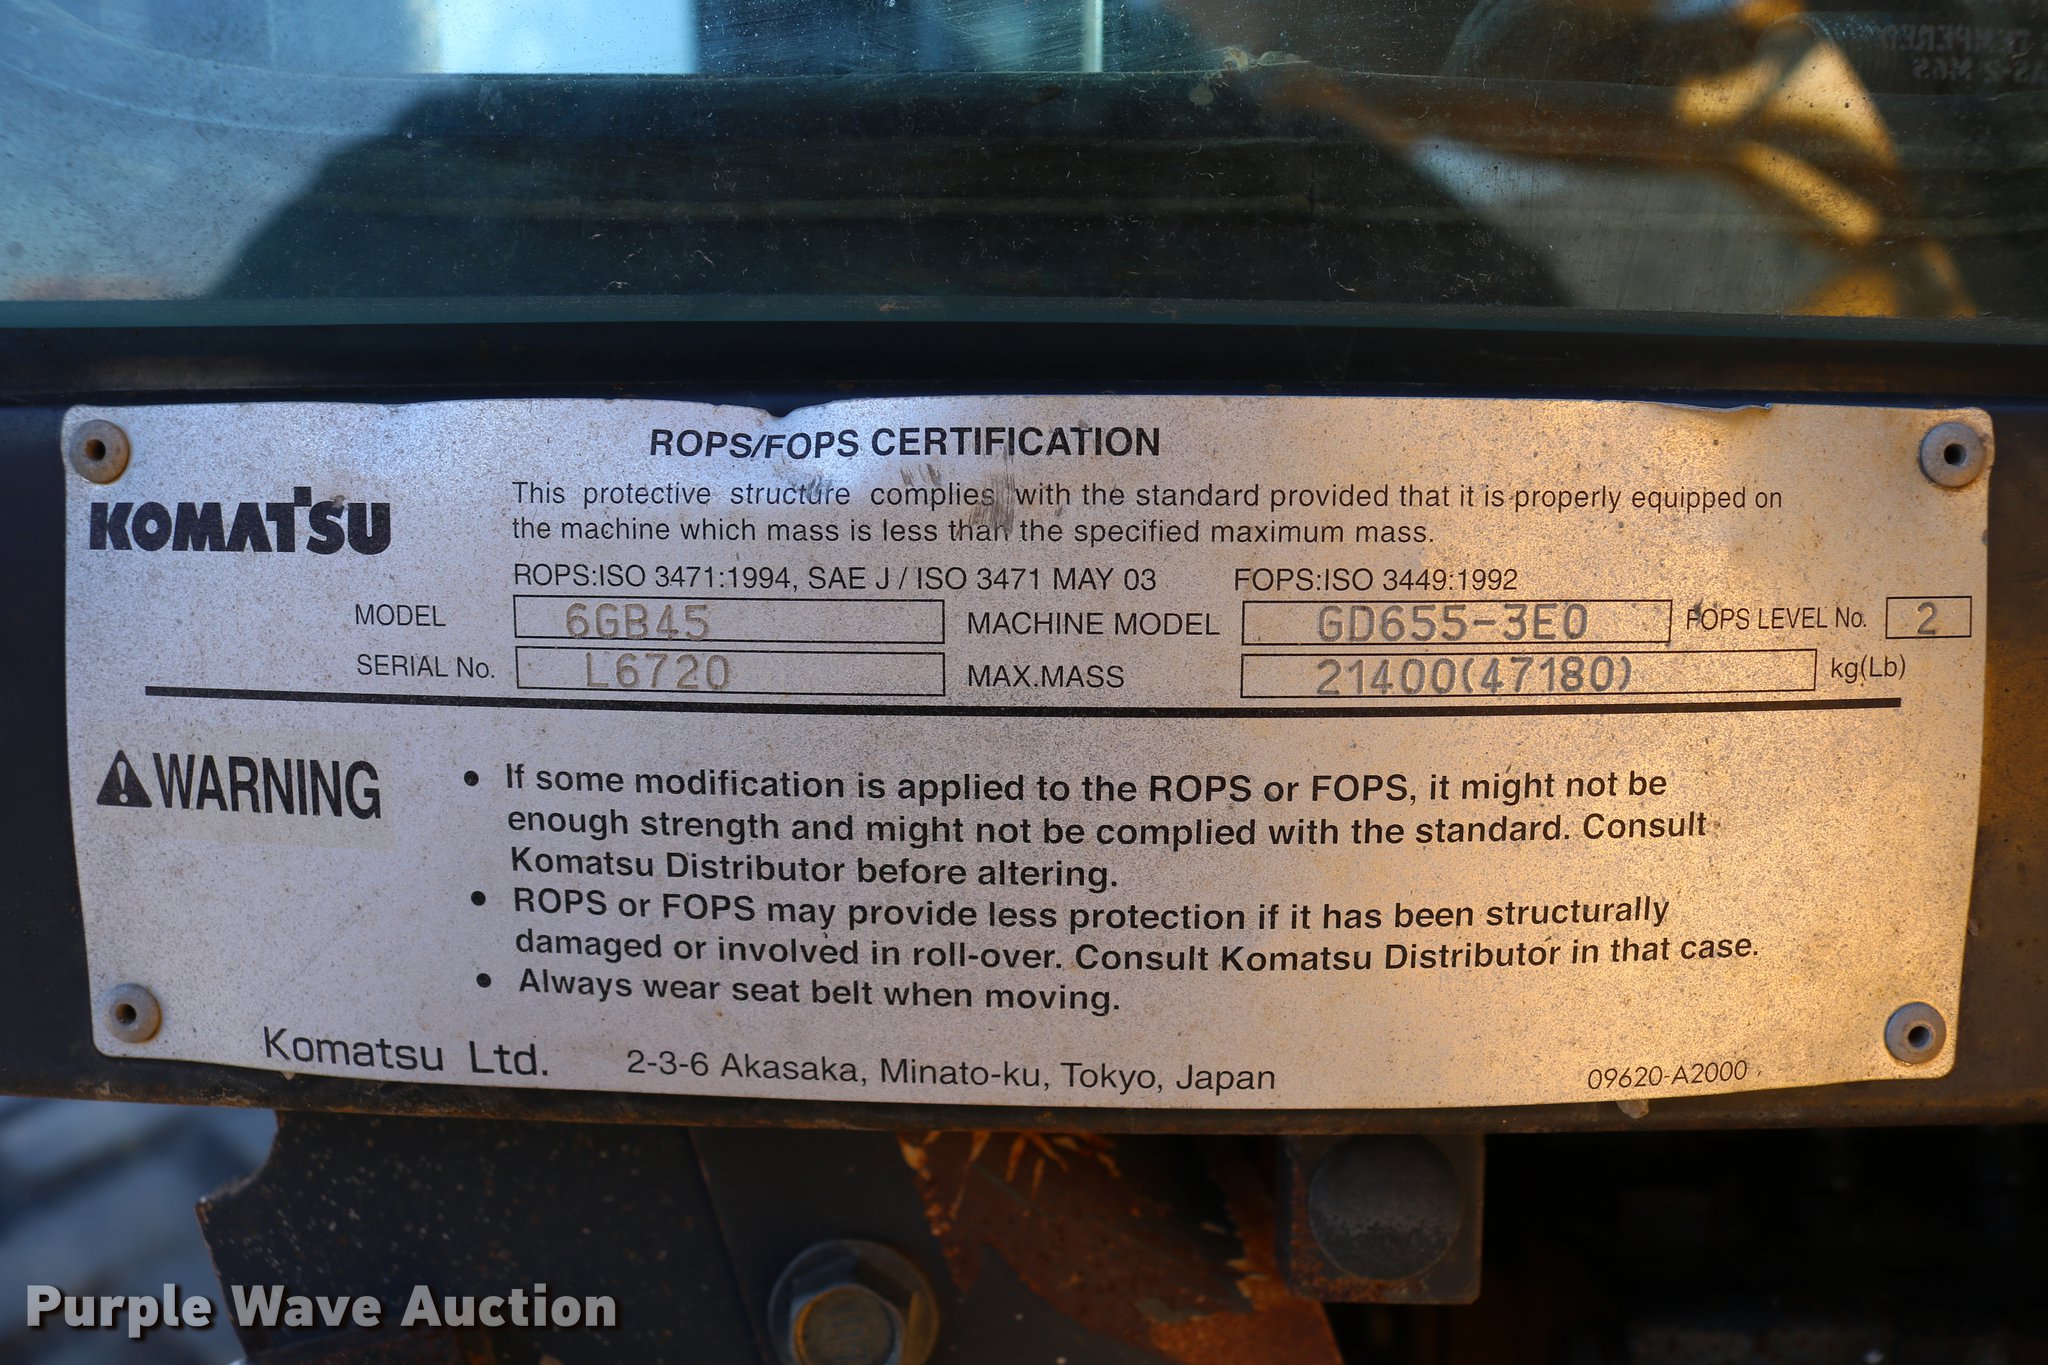 TEMPERED
AS-2 M6S
ROPS/FOPS CERTIFICATION
KOMATSU
This protective structure complies with the standard provided that it is properly equipped on
the machine which mass is less than the specified maximum mass.
ROPS:ISO 3471:1994, SAE J / ISO 3471 MAY 03 FOPS:ISO 3449:1992
MODEL 6GB45 MACHINE MODEL GD655-3E0 FOPS LEVEL No. 2
SERIAL No. L6720 MAX.MASS 21400(47180) kg(Lb)
WARNING
• If some modification is applied to the ROPS or FOPS, it might not be
enough strength and might not be complied with the standard. Consult
Komatsu Distributor before altering.
• ROPS or FOPS may provide less protection if it has been structurally
damaged or involved in roll-over. Consult Komatsu Distributor in that case.
• Always wear seat belt when moving.
Komatsu Ltd. 2-3-6 Akasaka, Minato-ku, Tokyo, Japan 09620-A2000
Purple Wave Auction